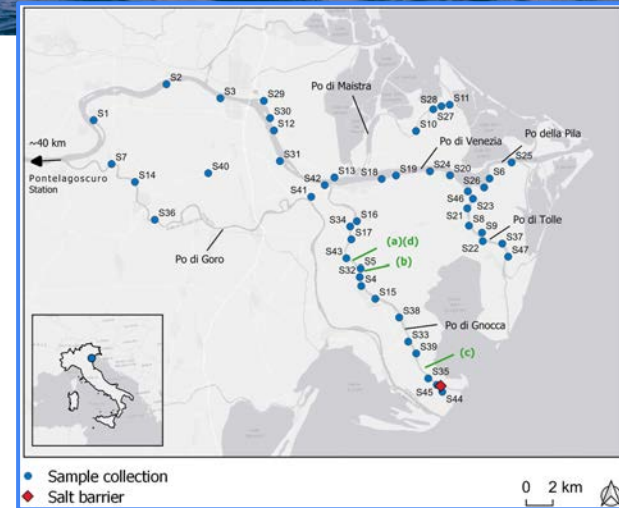 S2
S3
S29
S30
S12
S1
S31
~40 km
Pontelagoscuro
Station
S7
S14
S40
S36
Po di Goro
Po di Maistra
S28
S11
S27
S10
Po di Venezia
Po della Pila
S25
S24
S20
S6
S26
S13
S18
S19
S42
S41
S46
S23
S21
S8
S9
Po di Tolle
S22
S37
S47
S16
S34
S17
S43
(a)(d)
S5
S32
(b)
S4
S15
S38
Po di Gnocca
S33
S39
(c)
S35
S45
S44
Sample collection
Salt barrier
0 2 km